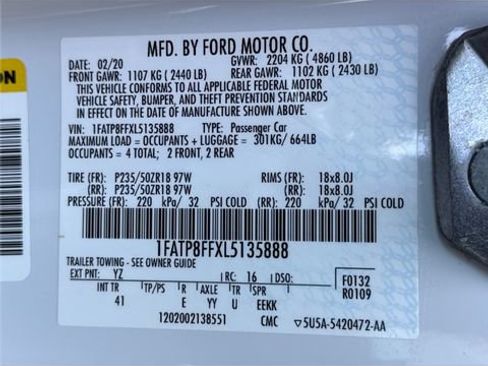 MFD. BY FORD MOTOR CO.
02/20 GVWR: 2204 KG ( 4860 LB)
FRONT GAWR: 1107 KG ( 2440 LB) REAR GAWR: 1102 KG ( 2430 LB)
THIS VEHICLE CONFORMS TO ALL APPLICABLE FEDERAL MOTOR
VEHICLE SAFETY, BUMPER, AND THEFT PREVENTION STANDARDS
IN EFFECT ON THE DATE OF MANUFACTURE SHOWN ABOVE.
VIN: 1FATP8FFXL5135888 TYPE: Passenger Car
MAXIMUM LOAD = OCCUPANTS + LUGGAGE = 301KG/ 664LB
OCCUPANTS = 4 TOTAL; 2 FRONT, 2 REAR
TIRE (FR): P235/50ZR18 97W RIMS (FR): 18x8.0J
(RR): P235/50ZR18 97W (RR): 18x8.0J
PRESSURE (FR): 220 kPa/ 32 PSI COLD (RR): 220 kPa/ 32 PSI COLD
1FATP8FFXL5135888
TRAILER TOWING - SEE OWNER GUIDE
EXT PNT: YZ RC: 16 DSO: F0132
INT TR TP/PS R AXLE TR SPR R0109
41 E YY U EEKK
1202002138551 CMC 5U5A-5420472-AA
ON